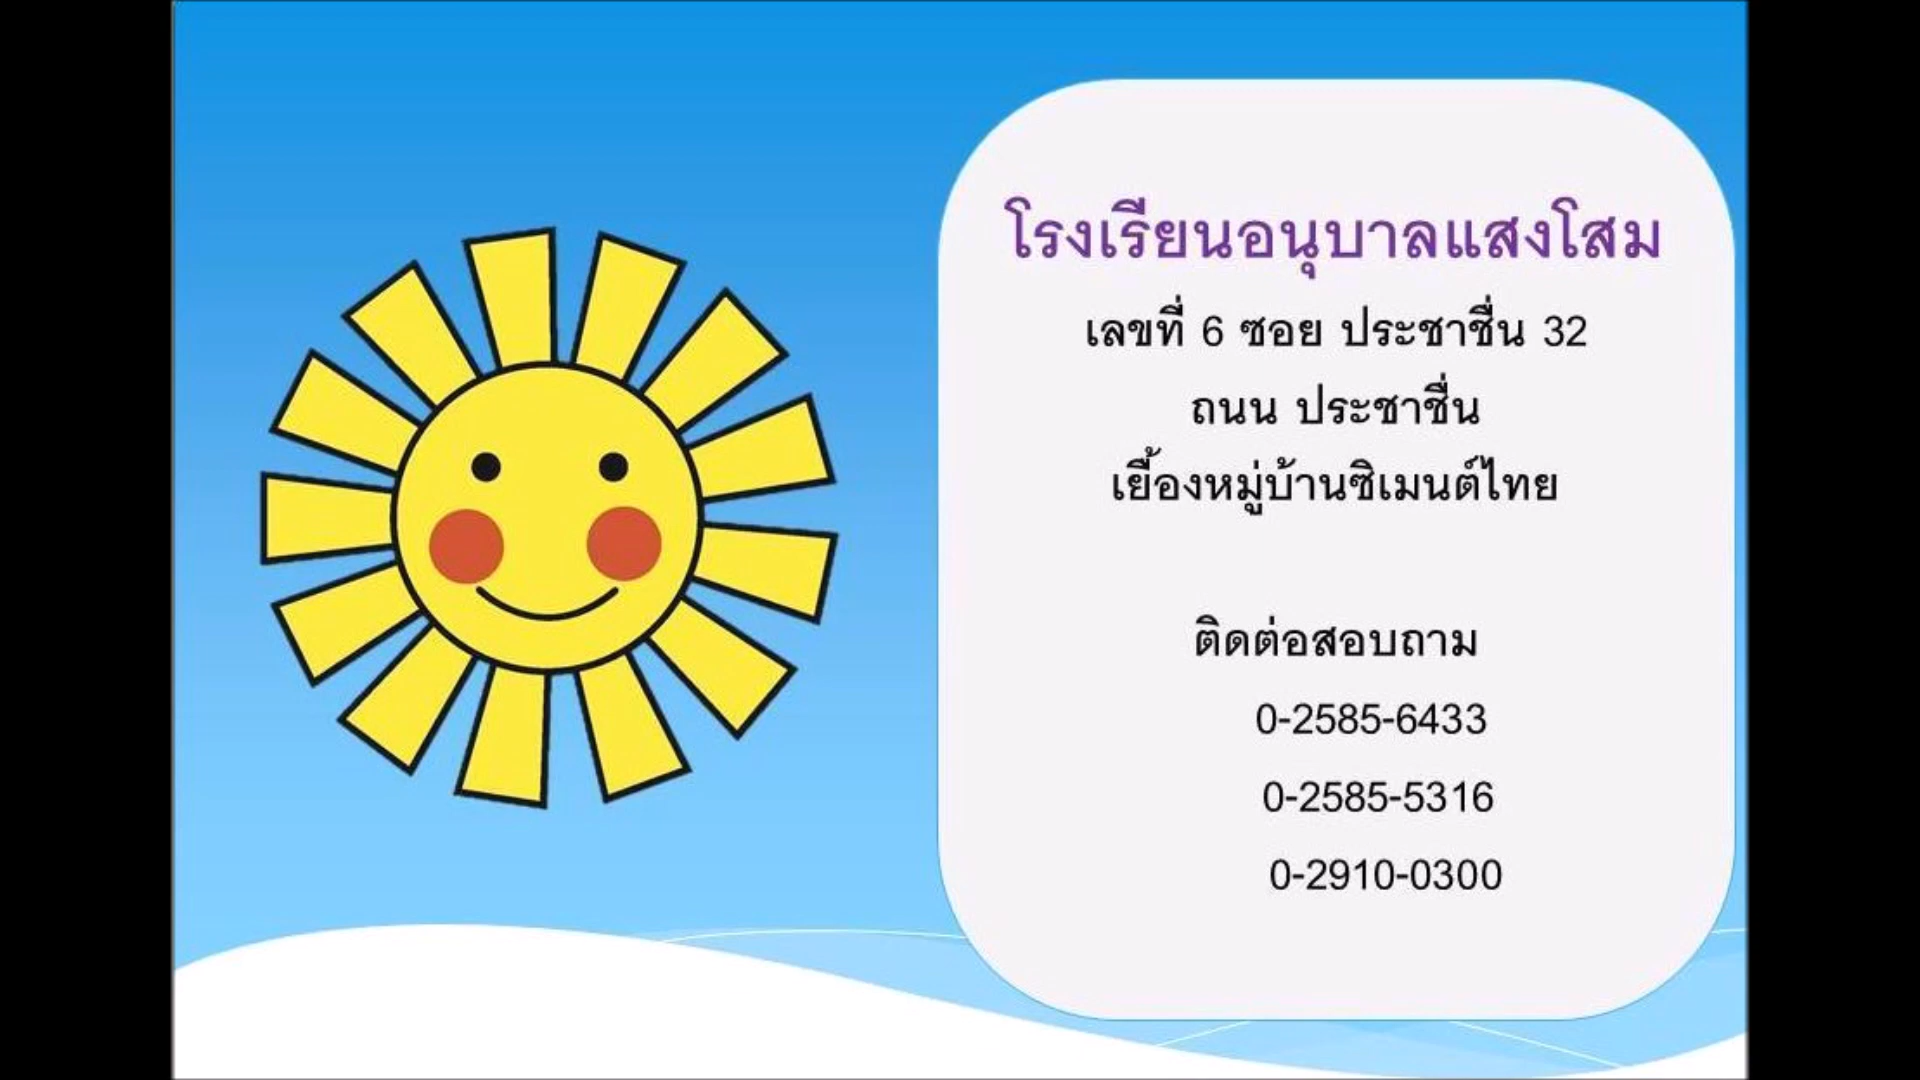 โรงเรียนอนุบาลแสงโสม
เลขที่ 6 ซอย ประชาชื่น 32
ถนน ประชาชื่น
เยื้องหมู่บ้านซิเมนต์ไทย
ติดต่อสอบถาม
0-2585-6433
0-2585-5316
0-2910-0300